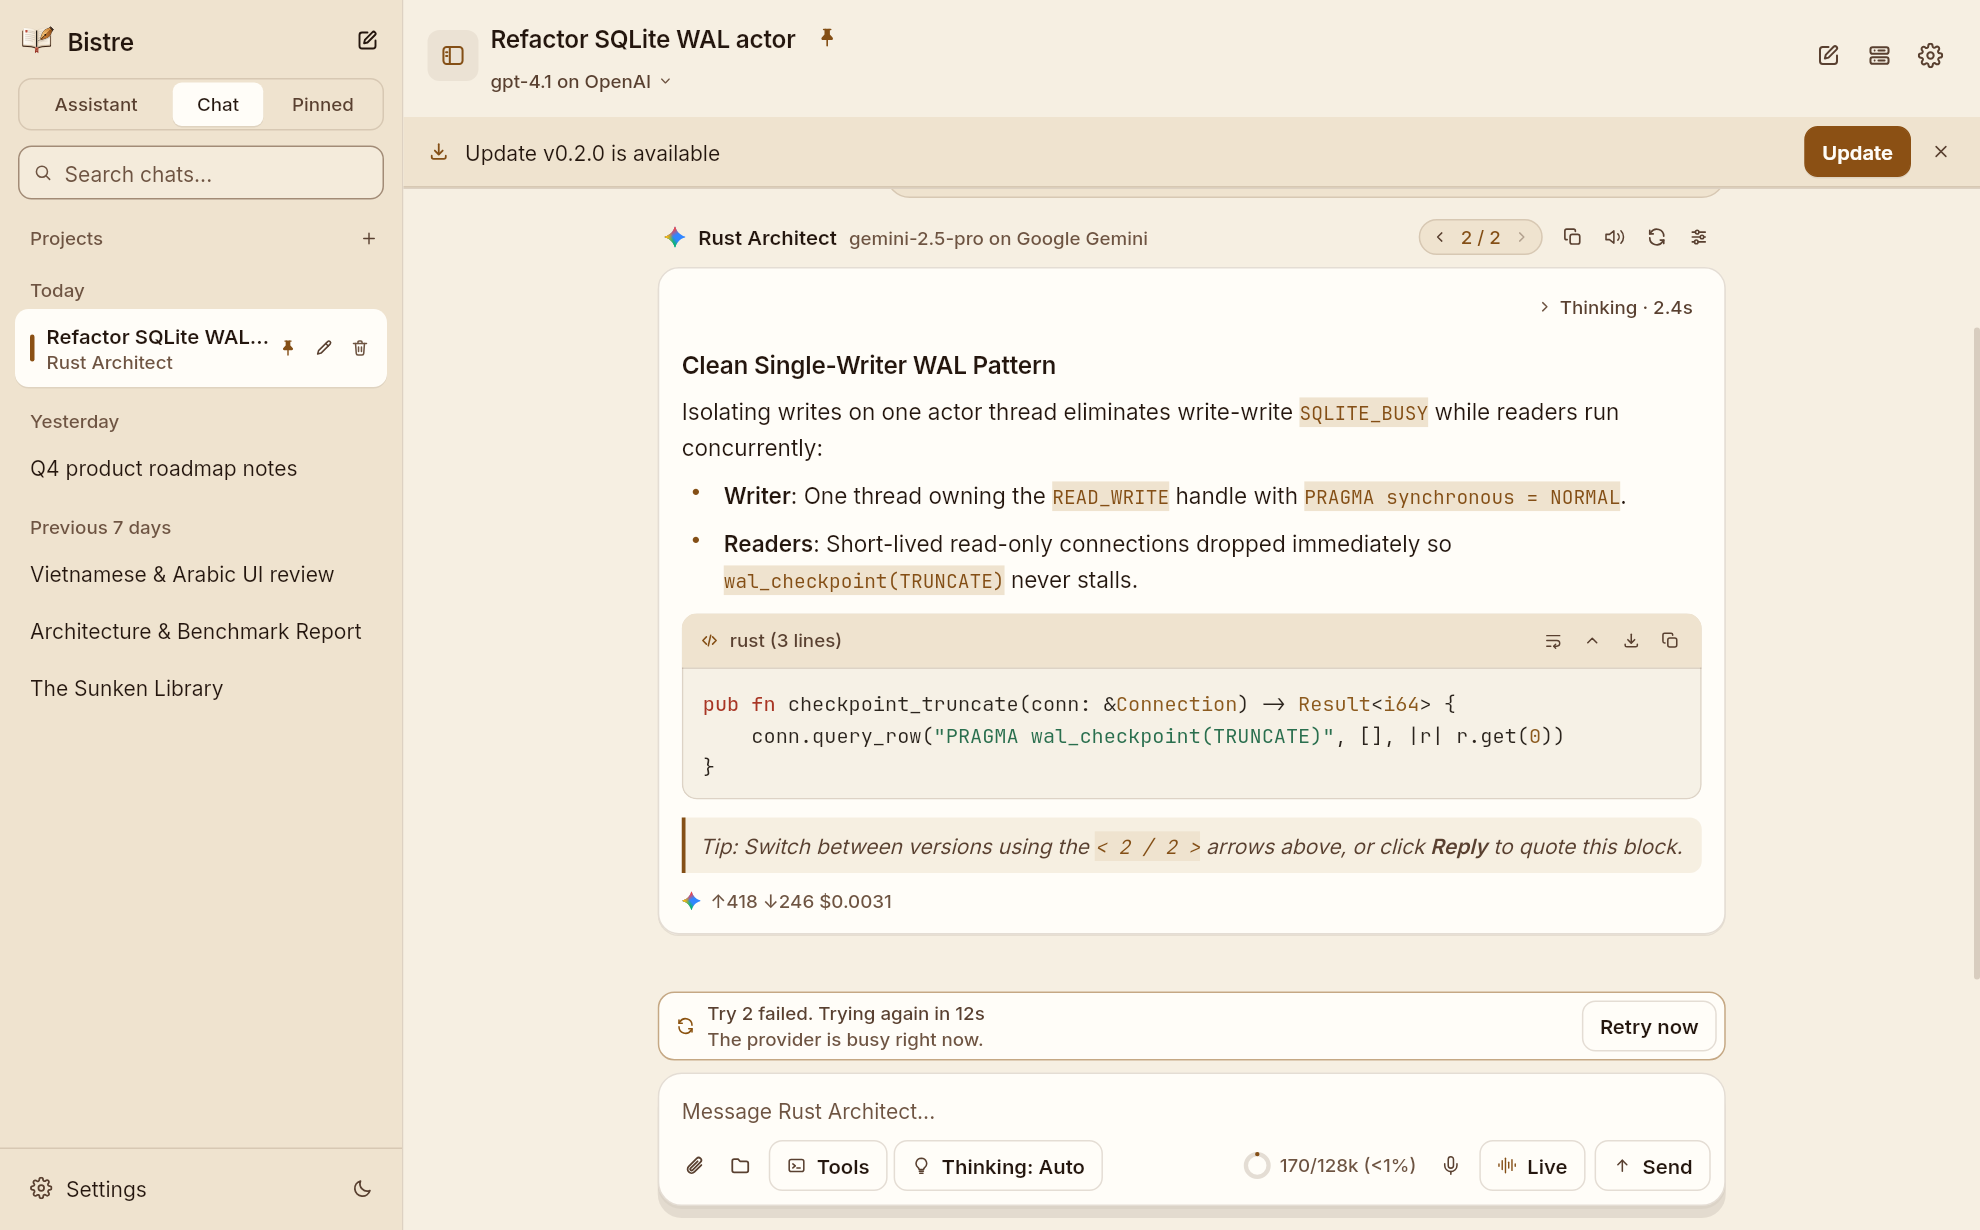 Bistre
Assistant
Chat
Pinned
Search chats...
Projects
Today
Refactor SQLite WAL...
Rust Architect
Yesterday
Q4 product roadmap notes
Previous 7 days
Vietnamese & Arabic UI review
Architecture & Benchmark Report
The Sunken Library
Settings
Refactor SQLite WAL actor
gpt-4.1 on OpenAI
Update v0.2.0 is available
Update
Rust Architect gemini-2.5-pro on Google Gemini
2 / 2
Thinking · 2.4s
Clean Single-Writer WAL Pattern
Isolating writes on one actor thread eliminates write-write SQLITE_BUSY while readers run
concurrently:
• Writer: One thread owning the READ_WRITE handle with PRAGMA synchronous = NORMAL.
• Readers: Short-lived read-only connections dropped immediately so
wal_checkpoint(TRUNCATE) never stalls.
rust (3 lines)
pub fn checkpoint_truncate(conn: &Connection) -> Result<i64> {
    conn.query_row("PRAGMA wal_checkpoint(TRUNCATE)", [], |r| r.get(0))
}
Tip: Switch between versions using the < 2 / 2 > arrows above, or click Reply to quote this block.
↑418 ↓246 $0.0031
Try 2 failed. Trying again in 12s
The provider is busy right now.
Retry now
Message Rust Architect...
Tools
Thinking: Auto
170/128k (<1%)
Live
Send